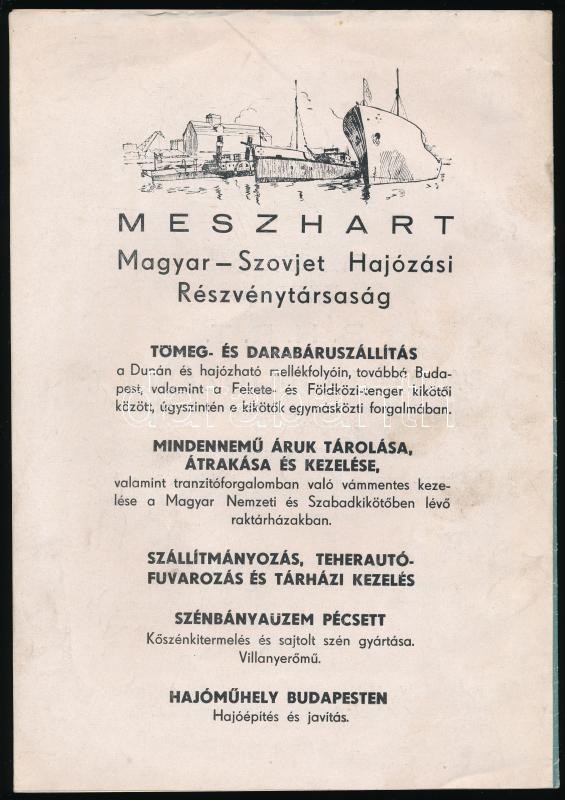 MESZHART
Magyar – Szovjet Hajózási
Részvénytársaság
TÖMEG- ÉS DARABÁRUSZÁLLÍTÁS
a Dunán és hajózható mellékfolyóin, továbbá Buda-
pest, valamint a Fekete- és Földközi-tenger kikötői
között, úgyszintén e kikötők egymásközti forgalmában.
MINDENNEMŰ ÁRUK TÁROLÁSA,
ÁTRAKÁSA ÉS KEZELÉSE,
valamint tranzitóforgalomban való vámmentes keze-
lése a Magyar Nemzeti és Szabadkikötőben lévő
raktárházakban.
SZÁLLÍTMÁNYOZÁS, TEHERAUTÓ-
FUVAROZÁS ÉS TÁRHÁZI KEZELÉS
SZÉNBÁNYAÜZEM PÉCSETT
Kőszénkitermelés és sajtolt szén gyártása.
Villanyerőmű.
HAJÓMŰHELY BUDAPESTEN
Hajóépítés és javítás.